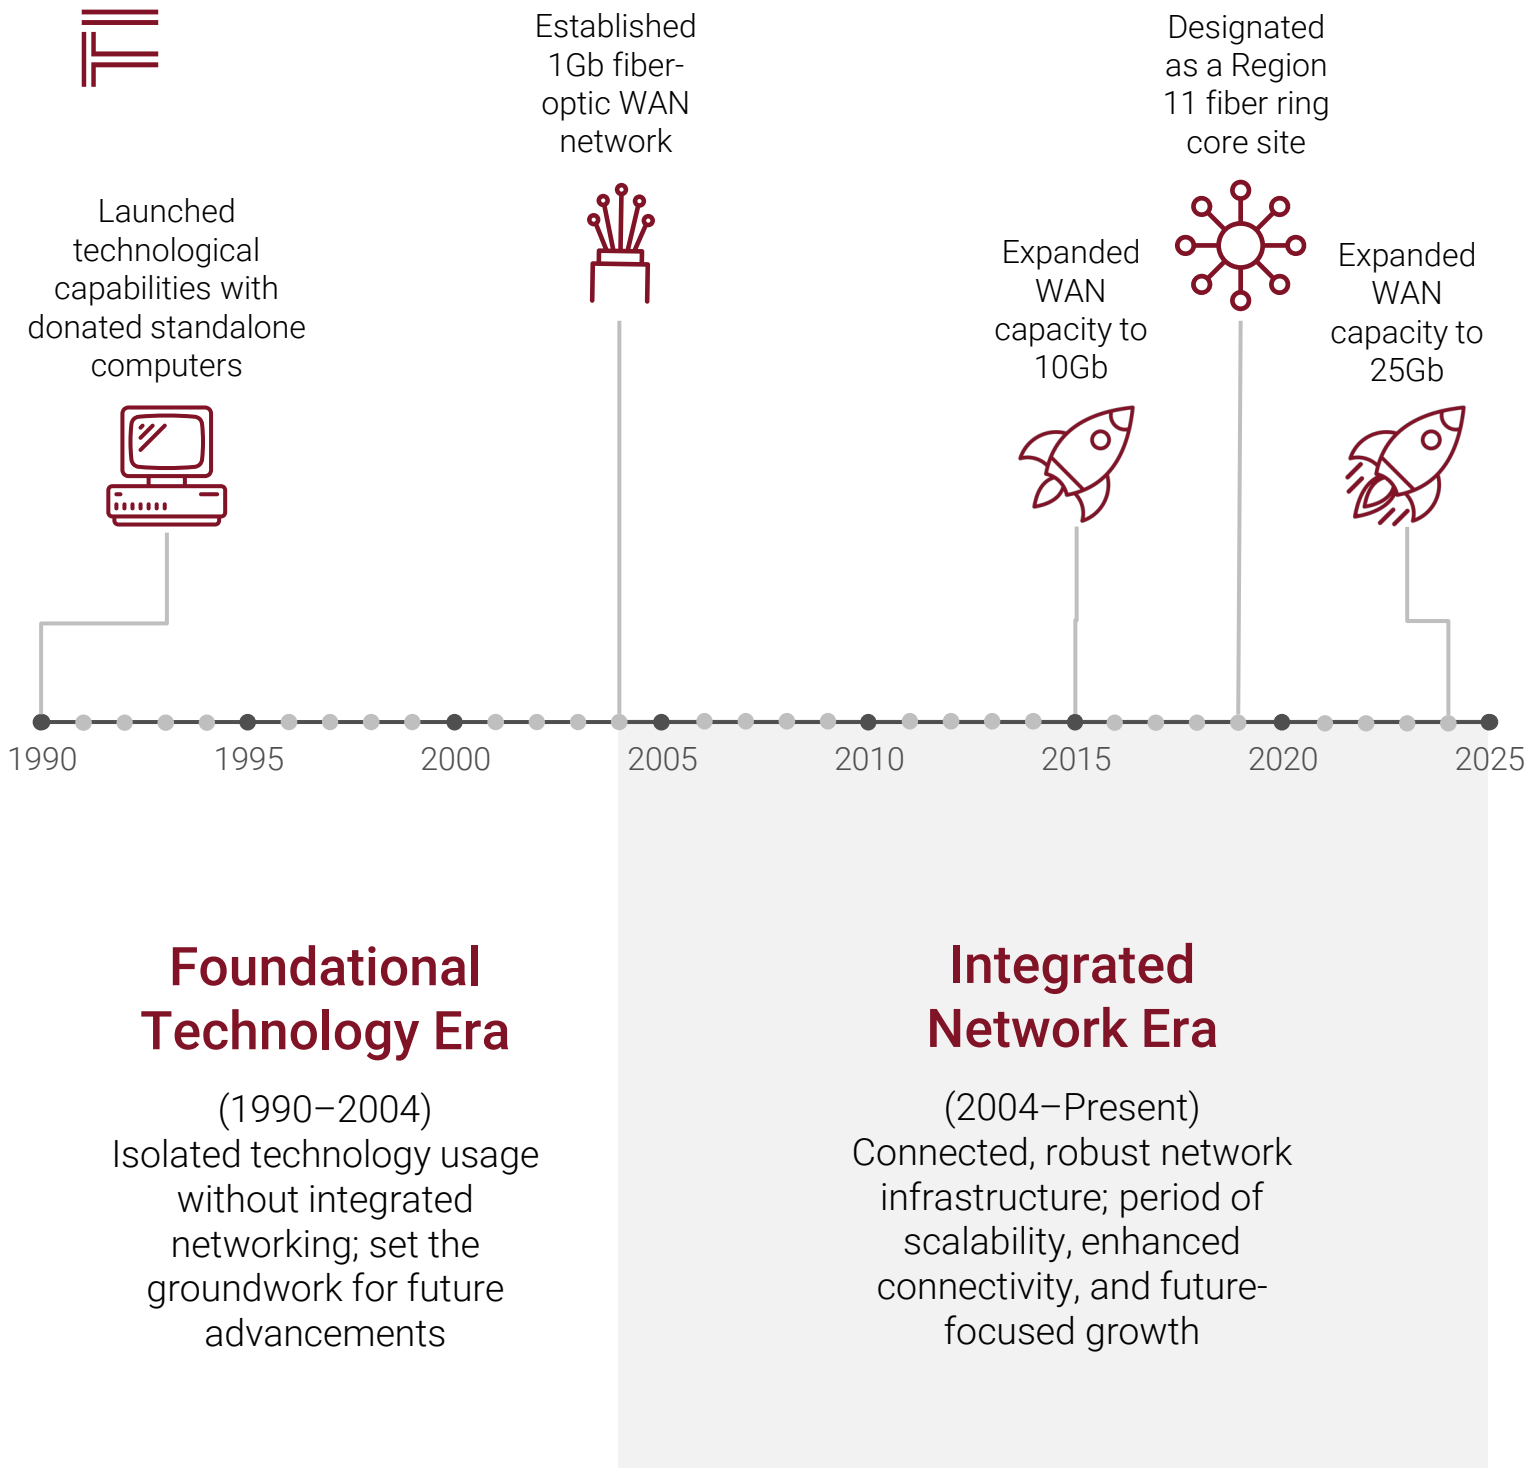 Launched
technological
capabilities with
donated standalone
computers
Established
1Gb fiber-
optic WAN
network
Expanded
WAN
capacity to
10Gb
Designated
as a Region
11 fiber ring
core site
Expanded
WAN
capacity to
25Gb
1990
1995
2000
2005
2010
2015
2020
2025
Foundational
Technology Era
(1990–2004)
Isolated technology usage
without integrated
networking; set the
groundwork for future
advancements
Integrated
Network Era
(2004–Present)
Connected, robust network
infrastructure; period of
scalability, enhanced
connectivity, and future-
focused growth